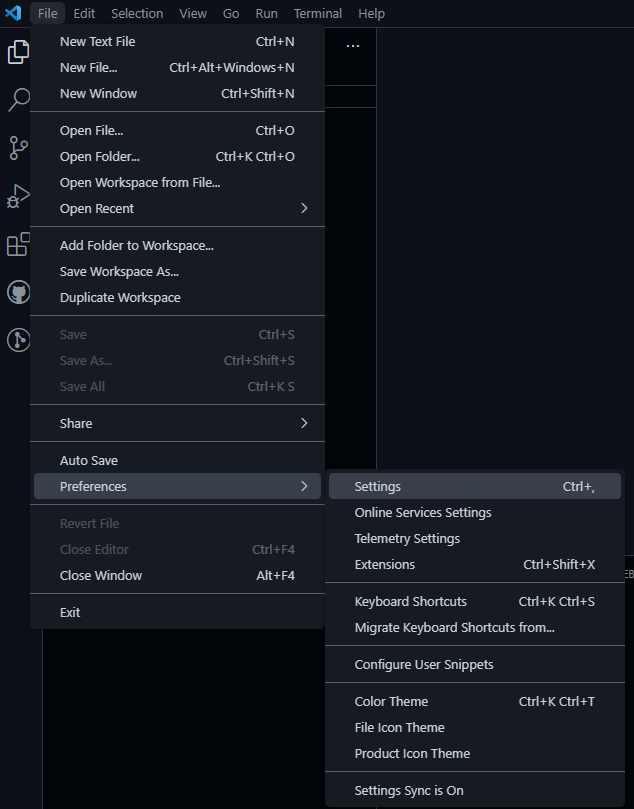 File Edit Selection View Go Run Terminal Help
New Text File Ctrl+N
New File... Ctrl+Alt+Windows+N
New Window Ctrl+Shift+N
Open File... Ctrl+O
Open Folder... Ctrl+K Ctrl+O
Open Workspace from File...
Open Recent
Add Folder to Workspace...
Save Workspace As...
Duplicate Workspace
Save Ctrl+S
Save As... Ctrl+Shift+S
Save All Ctrl+K S
Share
Auto Save
Preferences
Revert File
Close Editor Ctrl+F4
Close Window Alt+F4
Exit
Settings Ctrl+,
Online Services Settings
Telemetry Settings
Extensions Ctrl+Shift+X
Keyboard Shortcuts Ctrl+K Ctrl+S
Migrate Keyboard Shortcuts from...
Configure User Snippets
Color Theme Ctrl+K Ctrl+T
File Icon Theme
Product Icon Theme
Settings Sync is On